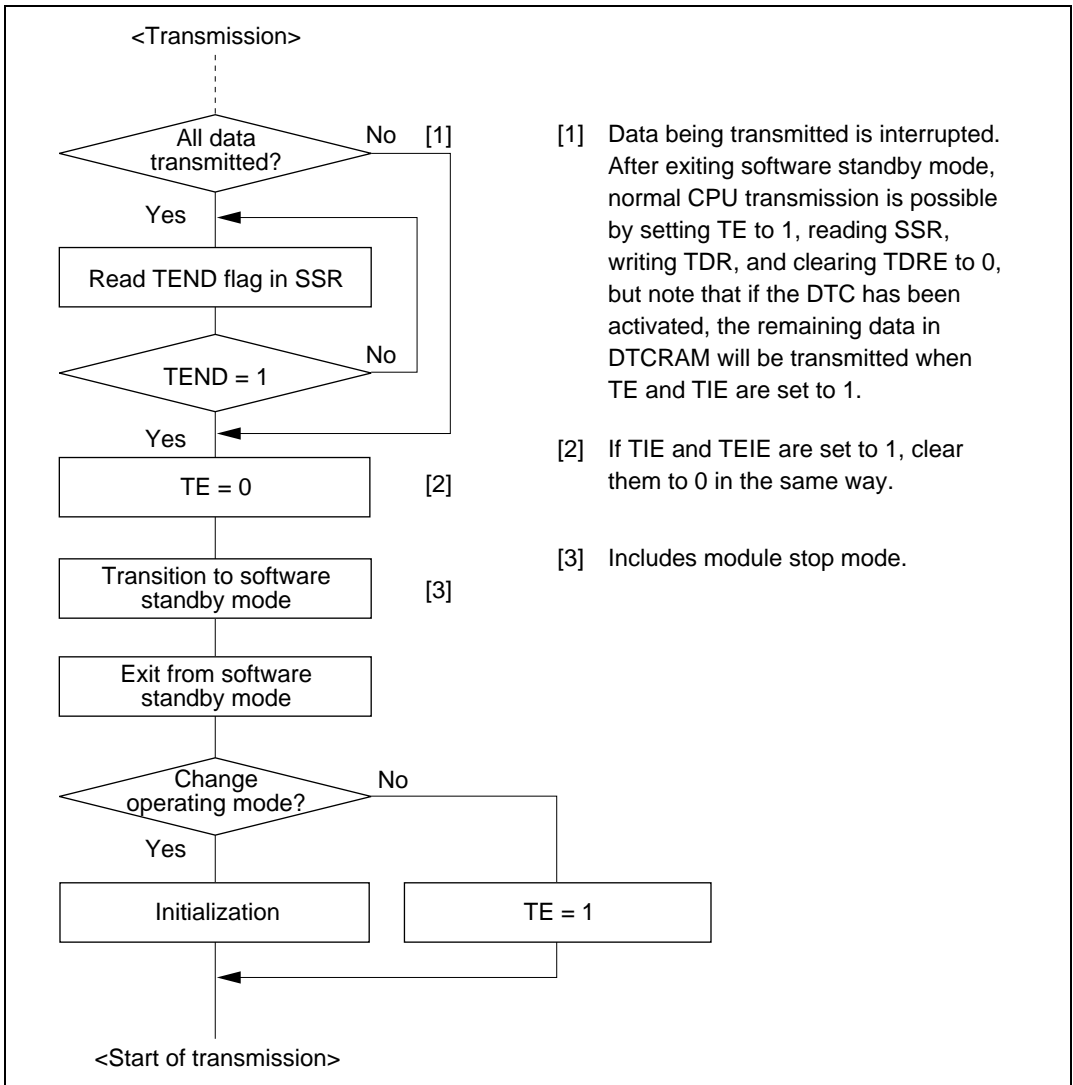 <Transmission>
All data
transmitted?
No
[1]
Yes
Read TEND flag in SSR
No
TEND = 1
Yes
TE = 0
[2]
Transition to software
standby mode
[3]
Exit from software
standby mode
Change
operating mode?
No
Yes
Initialization
TE = 1
<Start of transmission>
[1] Data being transmitted is interrupted.
After exiting software standby mode,
normal CPU transmission is possible
by setting TE to 1, reading SSR,
writing TDR, and clearing TDRE to 0,
but note that if the DTC has been
activated, the remaining data in
DTCRAM will be transmitted when
TE and TIE are set to 1.
[2] If TIE and TEIE are set to 1, clear
them to 0 in the same way.
[3] Includes module stop mode.